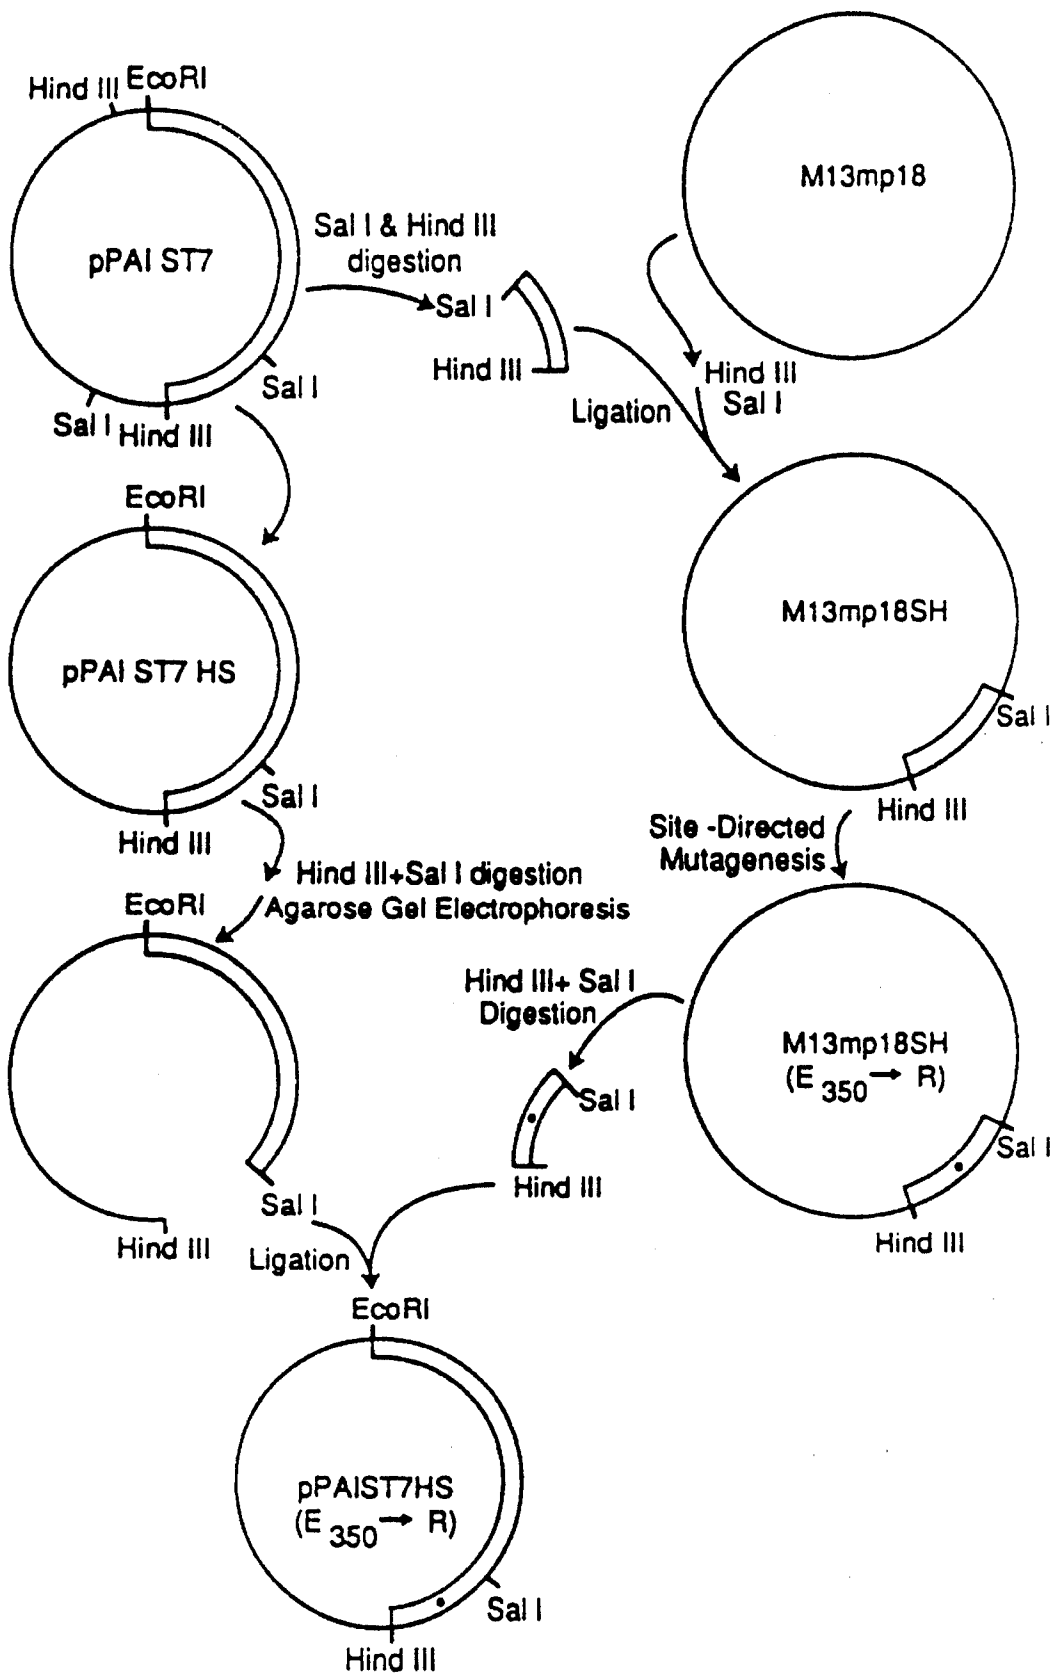 Hind III
EcoRI
pPAI ST7
Sal I
Hind III
Sal I
Sal I & Hind III
digestion
Sal I
Hind III
M13mp18
Hind III
Sal I
Ligation
EcoRI
pPAI ST7 HS
Sal I
Hind III
M13mp18SH
Sal I
Hind III
Site -Directed
Mutagenesis
Hind III+Sal I digestion
Agarose Gel Electrophoresis
EcoRI
Sal I
Hind III
Hind III+ Sal I
Digestion
Sal I
Hind III
M13mp18SH
(E 350 → R)
Sal I
Hind III
Ligation
EcoRI
pPAIST7HS
(E 350 → R)
Sal I
Hind III